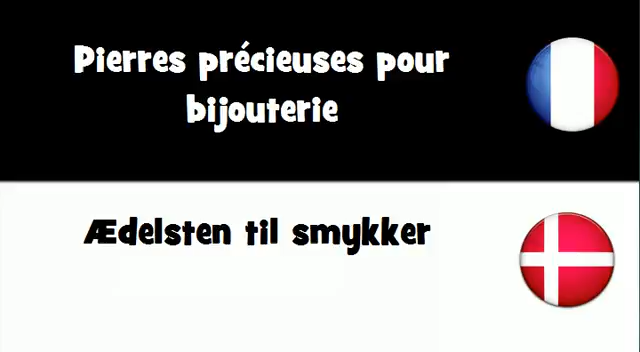 Pierres précieuses pour
bijouterie
Ædelsten til smykker